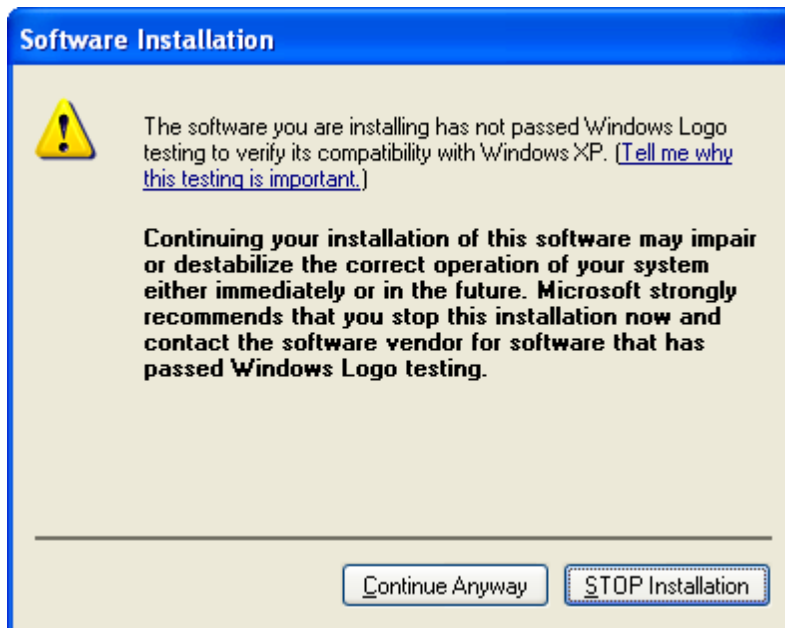 Software Installation
The software you are installing has not passed Windows Logo
testing to verify its compatibility with Windows XP. (Tell me why
this testing is important.)
Continuing your installation of this software may impair
or destabilize the correct operation of your system
either immediately or in the future. Microsoft strongly
recommends that you stop this installation now and
contact the software vendor for software that has
passed Windows Logo testing.
Continue Anyway
STOP Installation